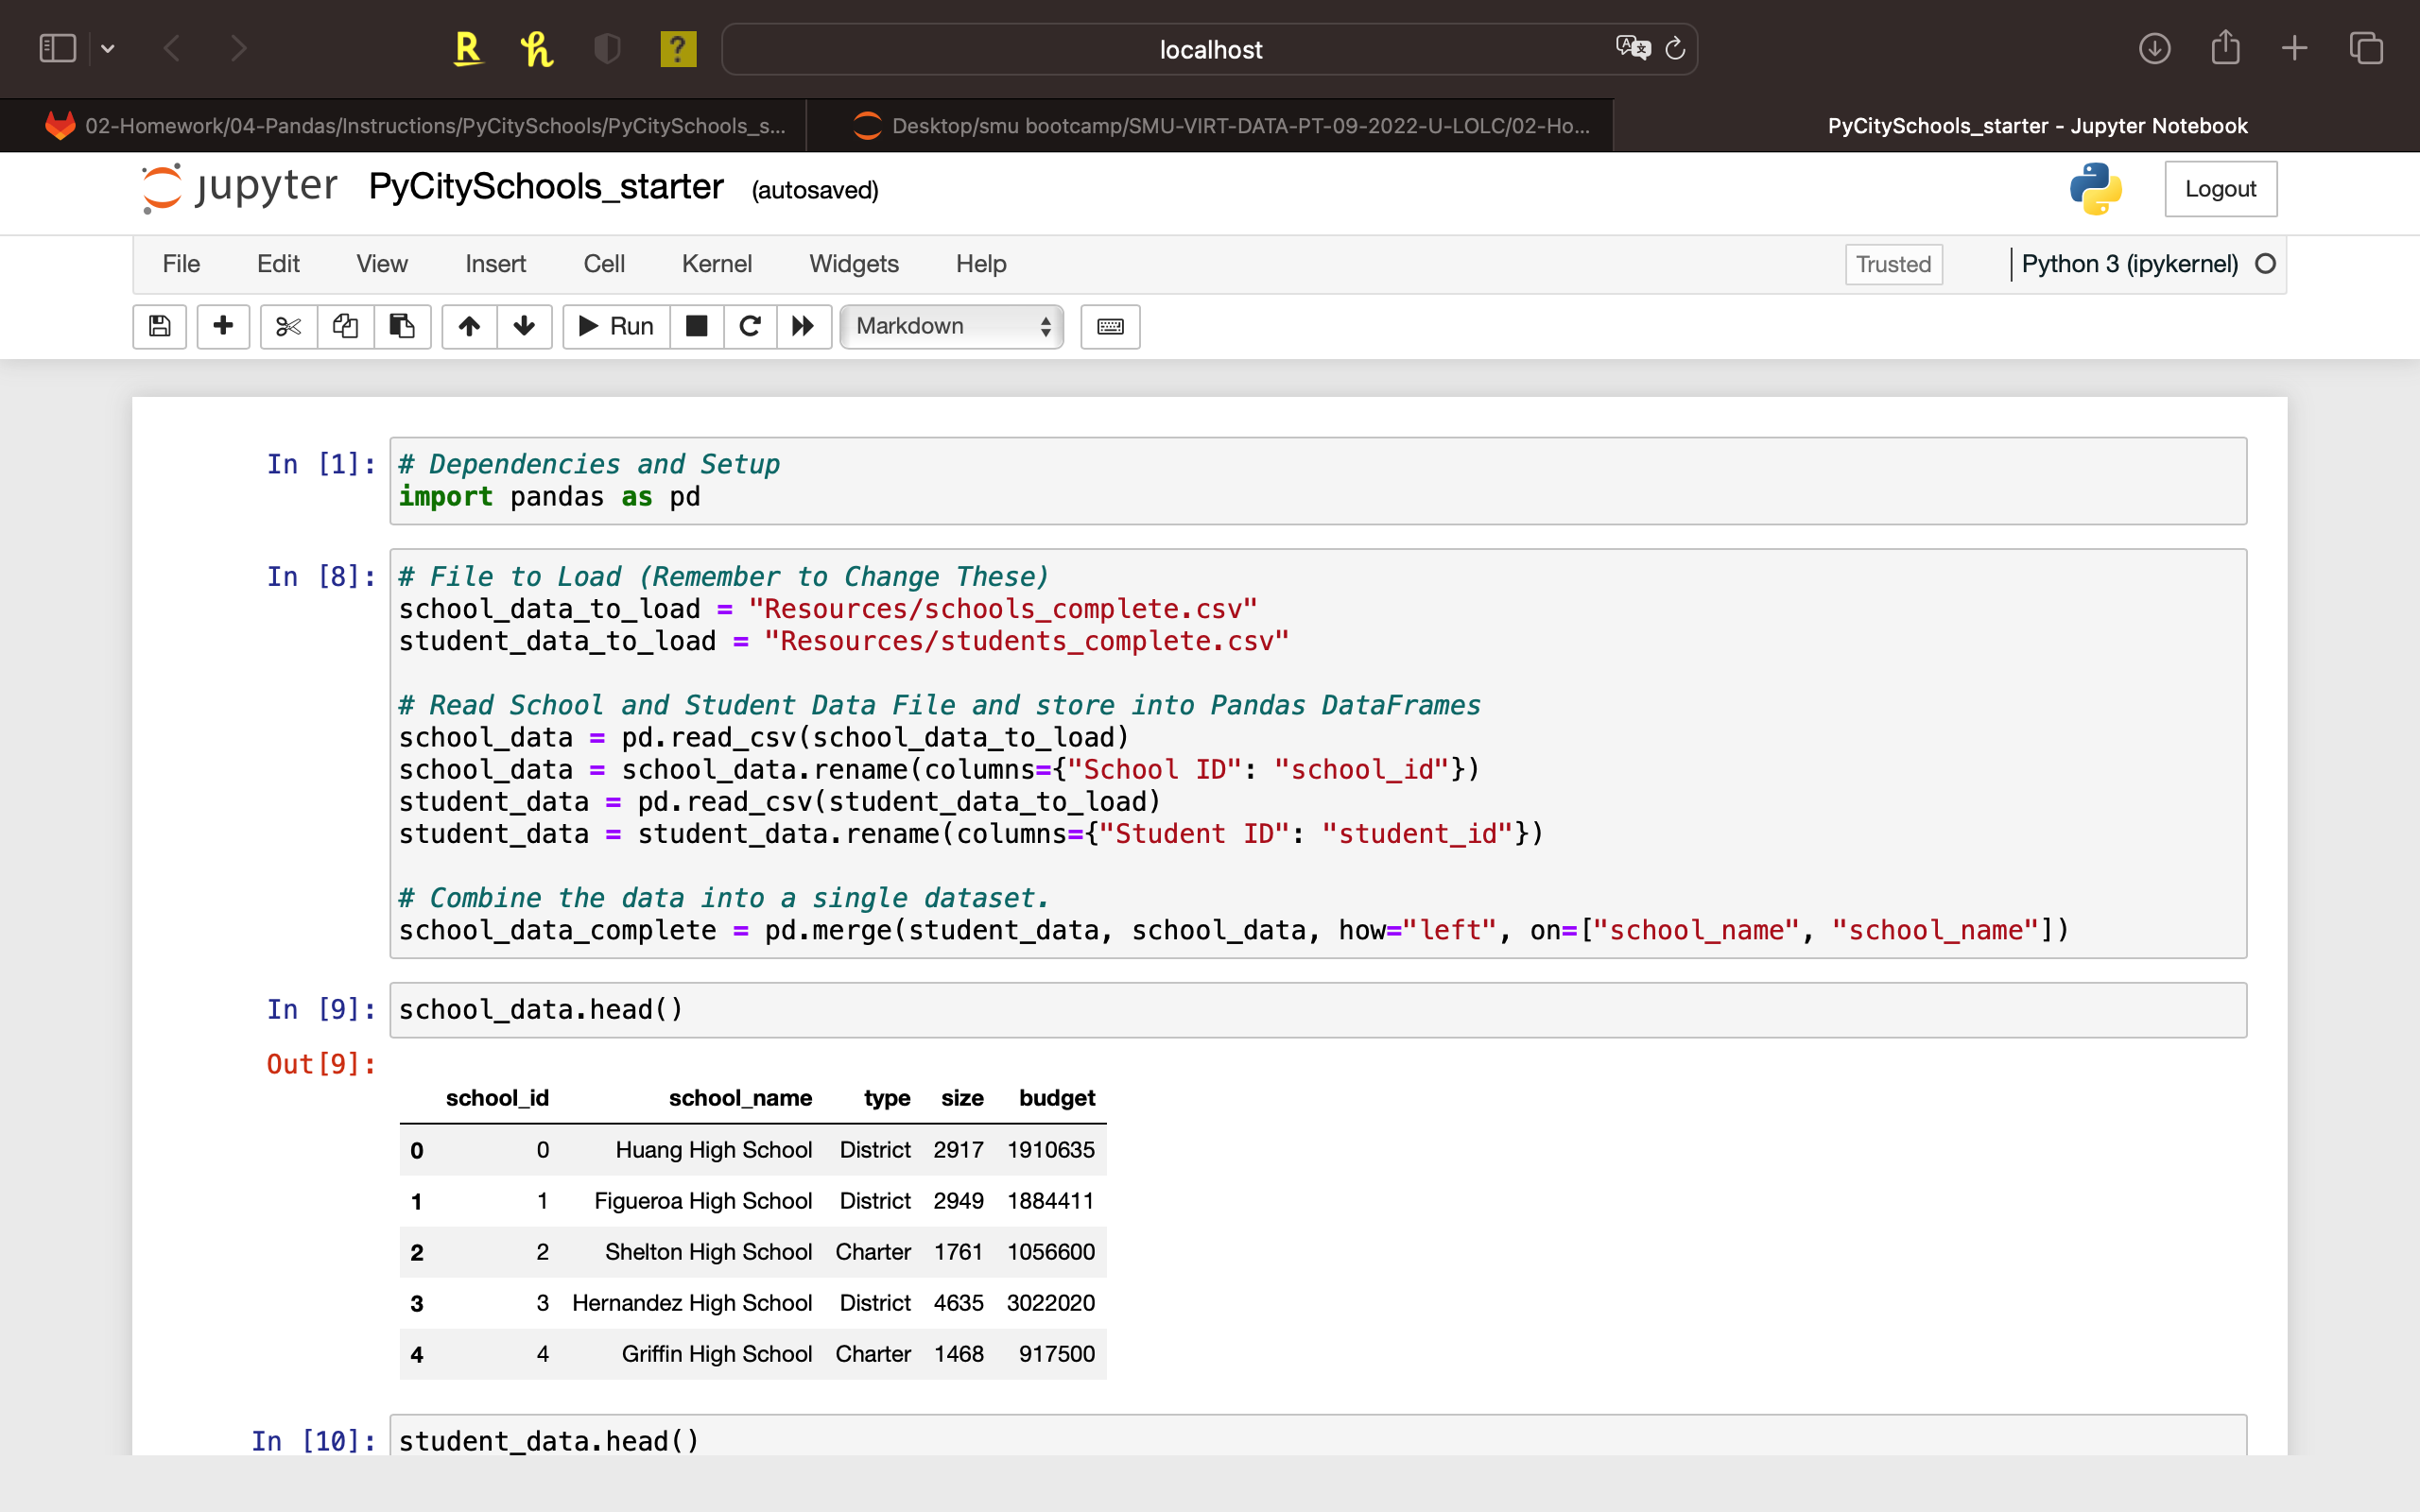 R h ? localhost
02-Homework/04-Pandas/Instructions/PyCitySchools/PyCitySchools_s... Desktop/smu bootcamp/SMU-VIRT-DATA-PT-09-2022-U-LOLC/02-Ho... PyCitySchools_starter - Jupyter Notebook
jupyter PyCitySchools_starter (autosaved) Logout
File Edit View Insert Cell Kernel Widgets Help Trusted Python 3 (ipykernel)
Run Markdown
In [1]: # Dependencies and Setup
import pandas as pd
In [8]: # File to Load (Remember to Change These)
school_data_to_load = "Resources/schools_complete.csv"
student_data_to_load = "Resources/students_complete.csv"
# Read School and Student Data File and store into Pandas DataFrames
school_data = pd.read_csv(school_data_to_load)
school_data = school_data.rename(columns={"School ID": "school_id"})
student_data = pd.read_csv(student_data_to_load)
student_data = student_data.rename(columns={"Student ID": "student_id"})
# Combine the data into a single dataset.
school_data_complete = pd.merge(student_data, school_data, how="left", on=["school_name", "school_name"])
In [9]: school_data.head()
Out[9]:
school_id school_name type size budget
0 0 Huang High School District 2917 1910635
1 1 Figueroa High School District 2949 1884411
2 2 Shelton High School Charter 1761 1056600
3 3 Hernandez High School District 4635 3022020
4 4 Griffin High School Charter 1468 917500
In [10]: student_data.head()